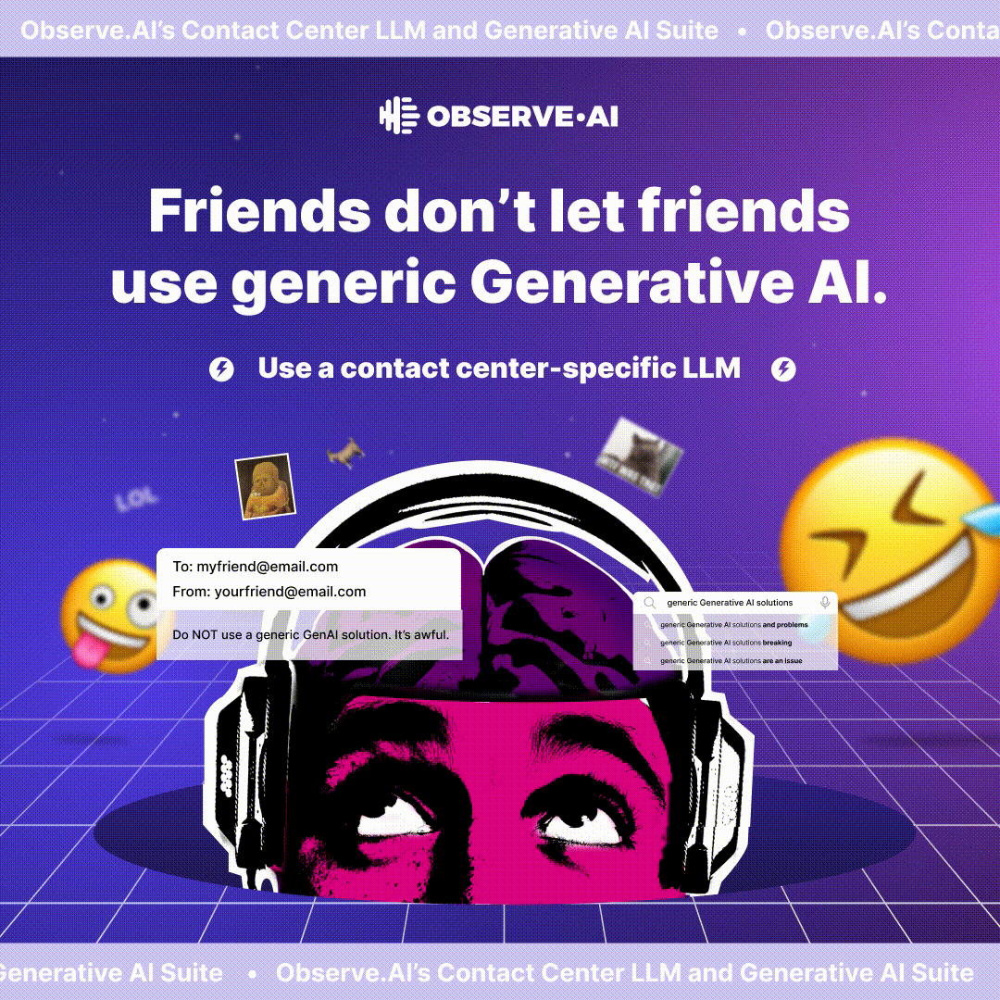 Observe.AI’s Contact Center LLM and Generative AI Suite • Observe.AI’s Conta
OBSERVE•AI
Friends don’t let friends
use generic Generative AI.
Use a contact center-specific LLM
LOL
To: myfriend@email.com
From: yourfriend@email.com
Do NOT use a generic GenAI solution. It’s awful.
generic Generative AI solutions
generic Generative AI solutions and problems
generic Generative AI solutions breaking
generic Generative AI solutions are an issue
Generative AI Suite • Observe.AI’s Contact Center LLM and Generative AI Suite